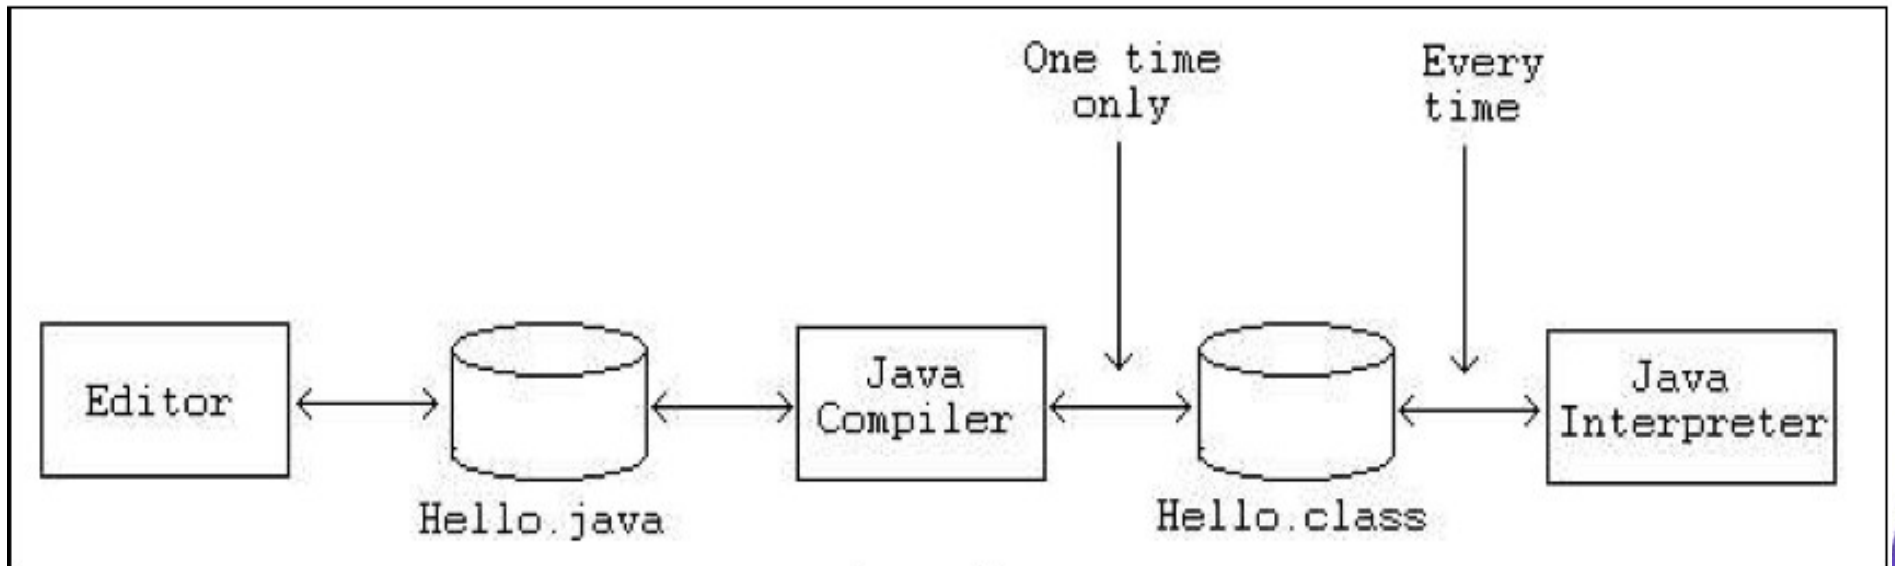 One time
only
Every
time
Editor
Java
Compiler
Java
Interpreter
Hello.java
Hello.class